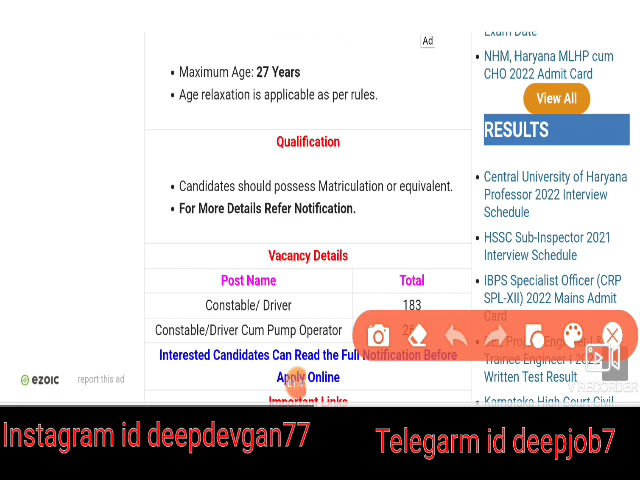 Ad
Maximum Age: 27 Years
Age relaxation is applicable as per rules.
Qualification
Candidates should possess Matriculation or equivalent.
For More Details Refer Notification.
Vacancy Details
Post Name Total
Constable/ Driver 183
Constable/Driver Cum Pump Operator
Interested Candidates Can Read the Full Notification Before
Apply Online
Important Links
Exam Date
NHM, Haryana MLHP cum
CHO 2022 Admit Card
View All
RESULTS
Central University of Haryana
Professor 2022 Interview
Schedule
HSSC Sub-Inspector 2021
Interview Schedule
IBPS Specialist Officer (CRP
SPL-XII) 2022 Mains Admit
Card
Trainee Engineer I
Written Test Result
Karnataka High Court Civil
V RECORDER
ezoic report this ad
Instagram id deepdevgan77
Telegarm id deepjob7